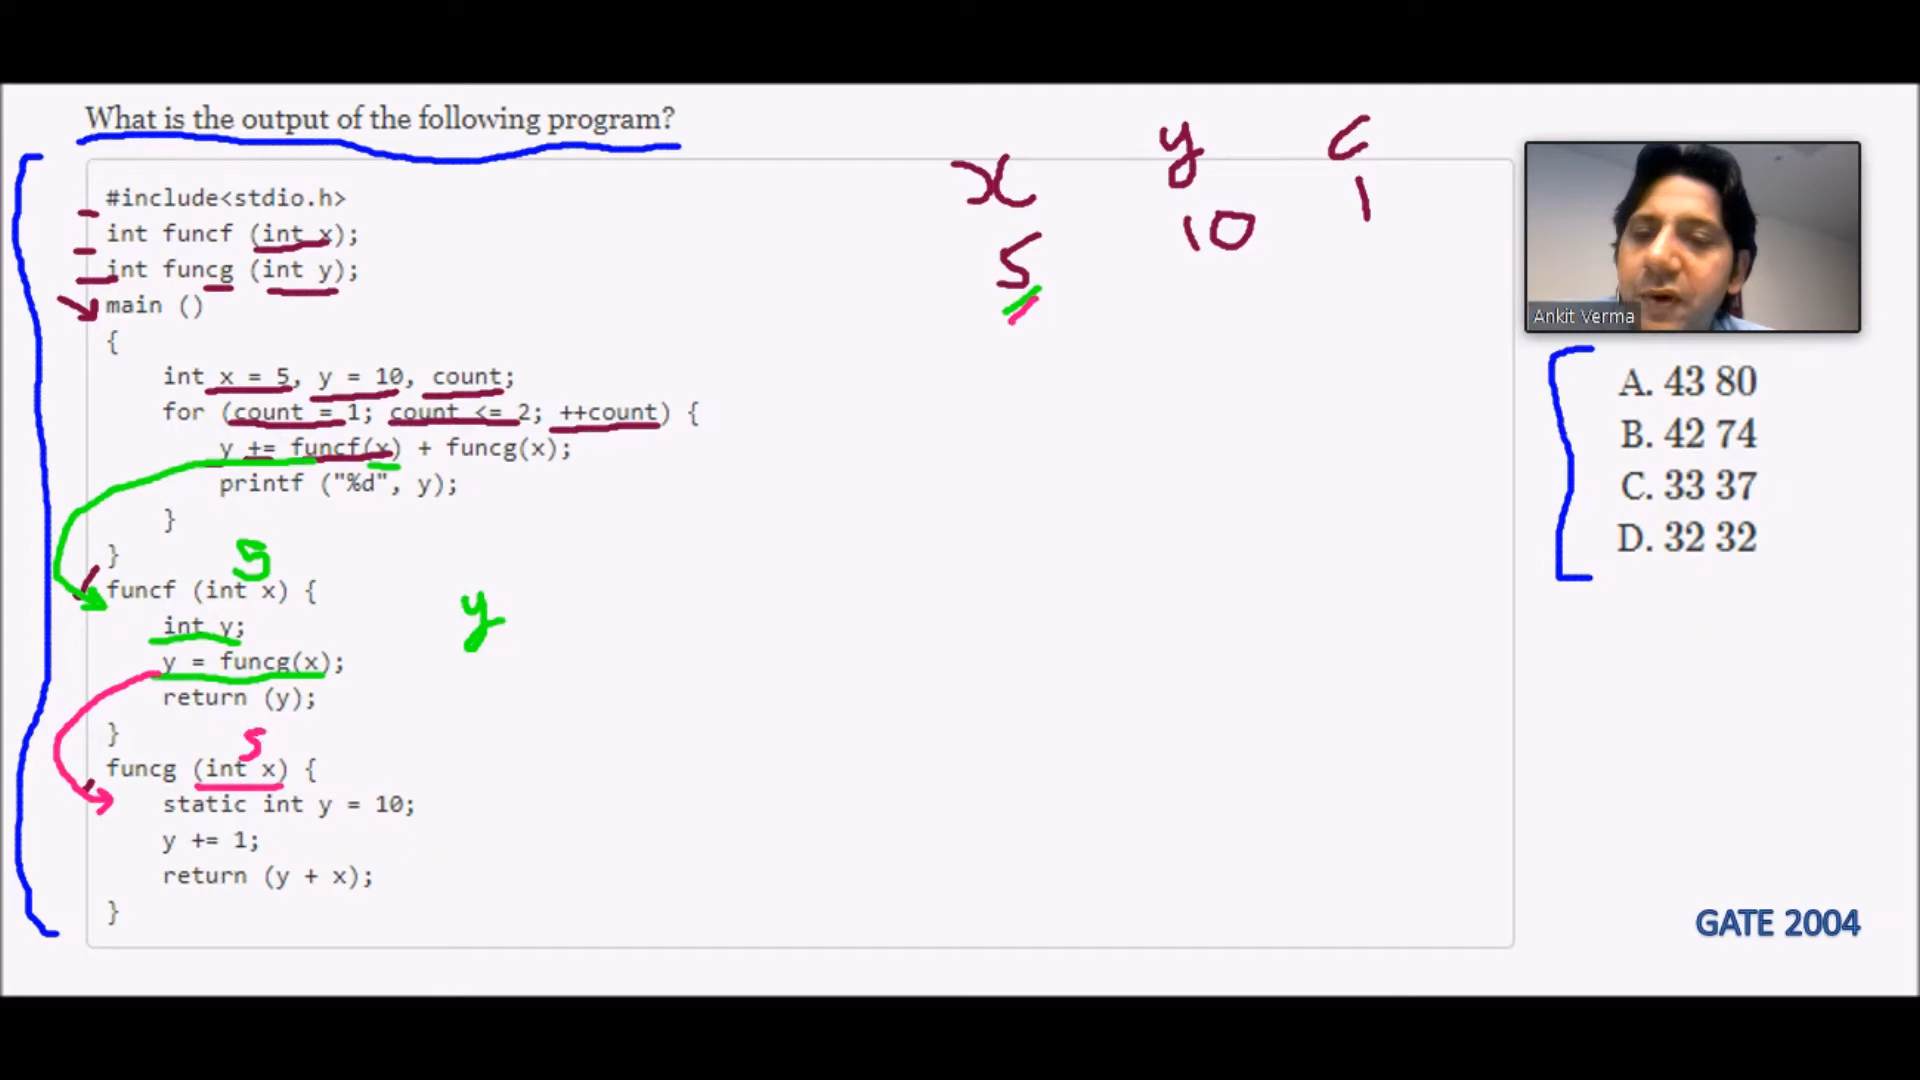 What is the output of the following program?
#include<stdio.h>
int funcf (int x);
int funcg (int y);
main ()
{
int x = 5, y = 10, count;
for (count = 1; count <= 2; ++count) {
y += funcf(x) + funcg(x);
printf ("%d", y);
}
}
funcf (int x) {
int y;
y = funcg(x);
return (y);
}
funcg (int x) {
static int y = 10;
y += 1;
return (y + x);
}
x y c
5 10 1
5
y
5
Ankit Verma
A. 43 80
B. 42 74
C. 33 37
D. 32 32
GATE 2004